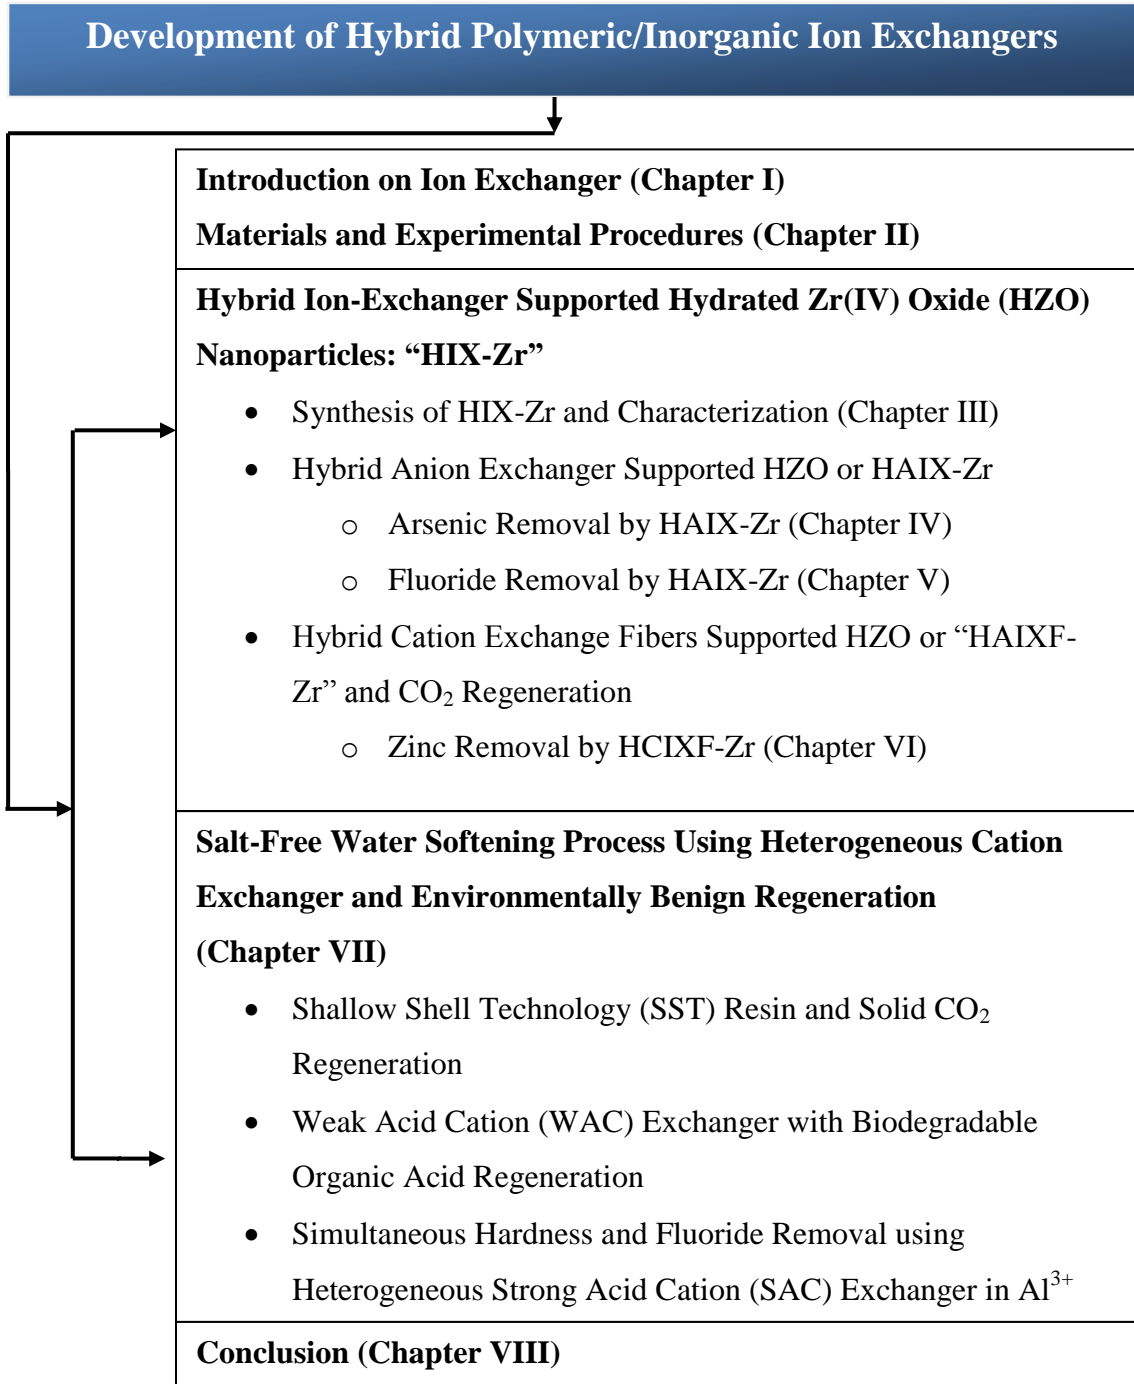 Development of Hybrid Polymeric/Inorganic Ion Exchangers
Introduction on Ion Exchanger (Chapter I)
Materials and Experimental Procedures (Chapter II)
Hybrid Ion-Exchanger Supported Hydrated Zr(IV) Oxide (HZO)
Nanoparticles: “HIX-Zr”
• Synthesis of HIX-Zr and Characterization (Chapter III)
• Hybrid Anion Exchanger Supported HZO or HAIX-Zr
o Arsenic Removal by HAIX-Zr (Chapter IV)
o Fluoride Removal by HAIX-Zr (Chapter V)
• Hybrid Cation Exchange Fibers Supported HZO or “HAIXF-
Zr” and CO₂ Regeneration
o Zinc Removal by HCIXF-Zr (Chapter VI)
Salt-Free Water Softening Process Using Heterogeneous Cation
Exchanger and Environmentally Benign Regeneration
(Chapter VII)
• Shallow Shell Technology (SST) Resin and Solid CO₂
Regeneration
• Weak Acid Cation (WAC) Exchanger with Biodegradable
Organic Acid Regeneration
• Simultaneous Hardness and Fluoride Removal using
Heterogeneous Strong Acid Cation (SAC) Exchanger in Al³⁺
Conclusion (Chapter VIII)